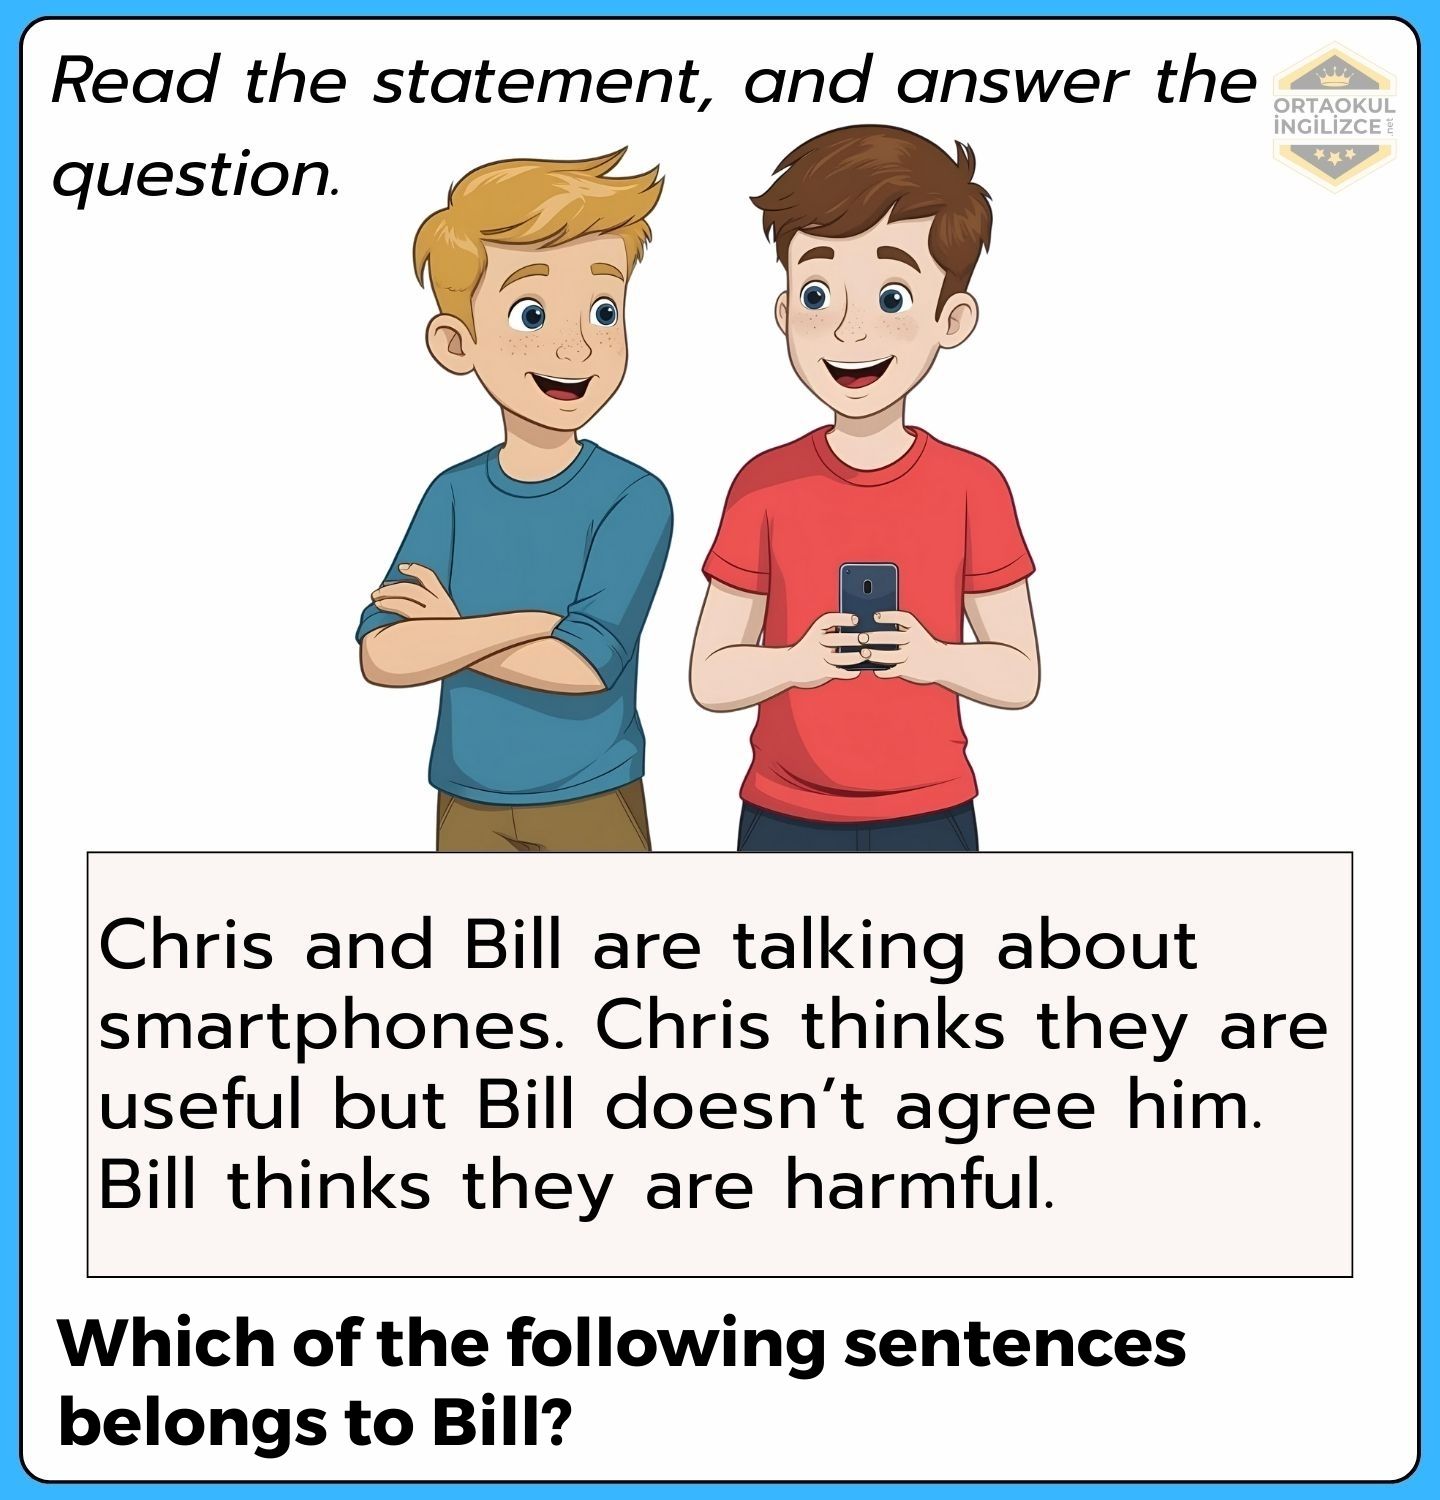 Read the statement, and answer the
question.
ORTAOKUL
İNGİLİZCE .net
Chris and Bill are talking about
smartphones. Chris thinks they are
useful but Bill doesn’t agree him.
Bill thinks they are harmful.
Which of the following sentences
belongs to Bill?